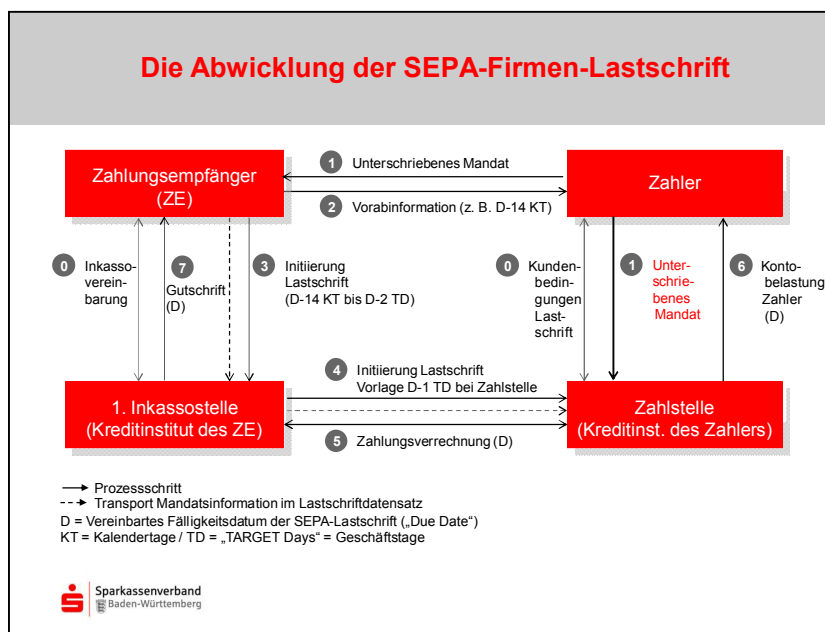 Die Abwicklung der SEPA-Firmen-Lastschrift
Zahlungsempfänger
(ZE)
1 Unterschriebenes Mandat
2 Vorabinformation (z. B. D-14 KT)
Zahler
0 Inkasso-
vereinbarung
7
Gutschrift
(D)
3 Initiierung
Lastschrift
(D-14 KT bis D-2 TD)
0 Kunden-
bedin-
gungen
Last-
schrift
1 Unter-
schrie-
benes
Mandat
6 Konto-
belastung
Zahler
(D)
1. Inkassostelle
(Kreditinstitut des ZE)
4 Initiierung Lastschrift
Vorlage D-1 TD bei Zahlstelle
5 Zahlungsverrechnung (D)
Zahlstelle
(Kreditinst. des Zahlers)
Prozessschritt
Transport Mandatsinformation im Lastschriftdatensatz
D = Vereinbartes Fälligkeitsdatum der SEPA-Lastschrift („Due Date“)
KT = Kalendertage / TD = „TARGET Days“ = Geschäftstage
Sparkassenverband
Baden-Württemberg